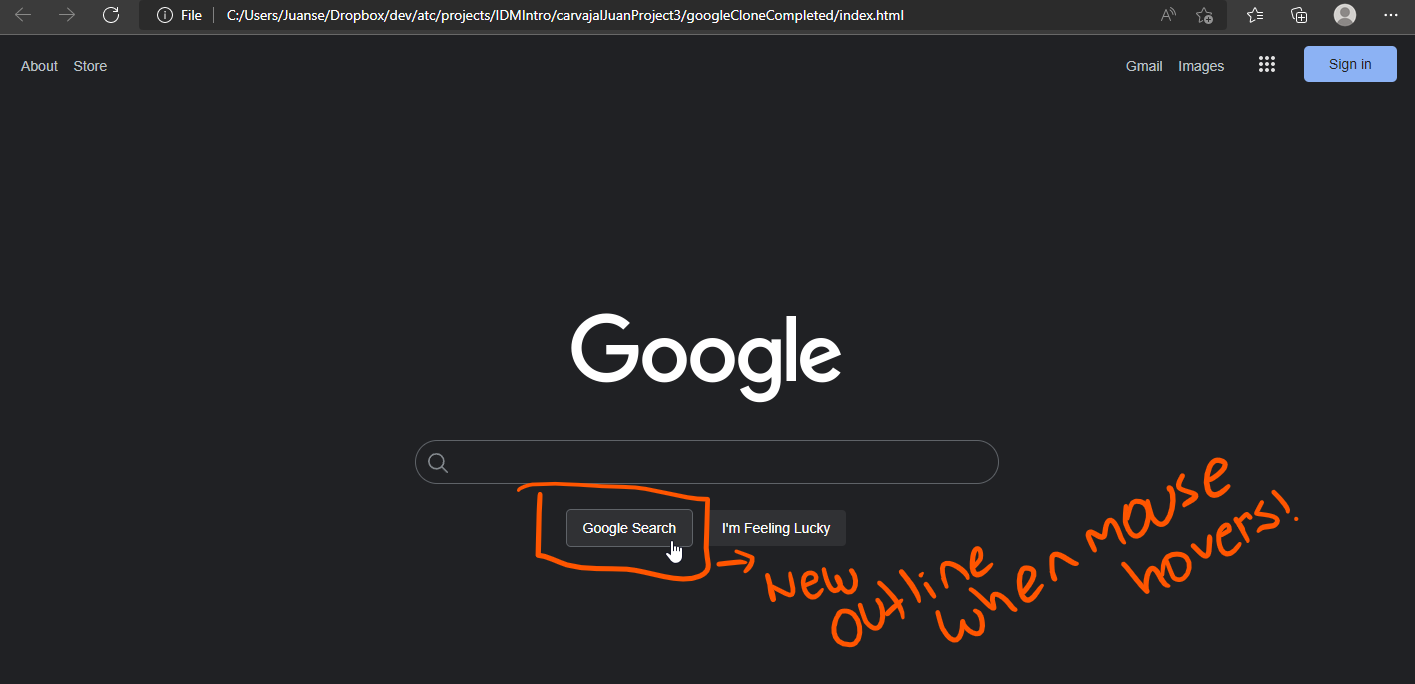 File C:/Users/Juanse/Dropbox/dev/atc/projects/IDMIntro/carvajalJuanProject3/googleCloneCompleted/index.html
About Store Gmail Images Sign in
Google
Google Search I'm Feeling Lucky
New
outline
when mouse
hovers!